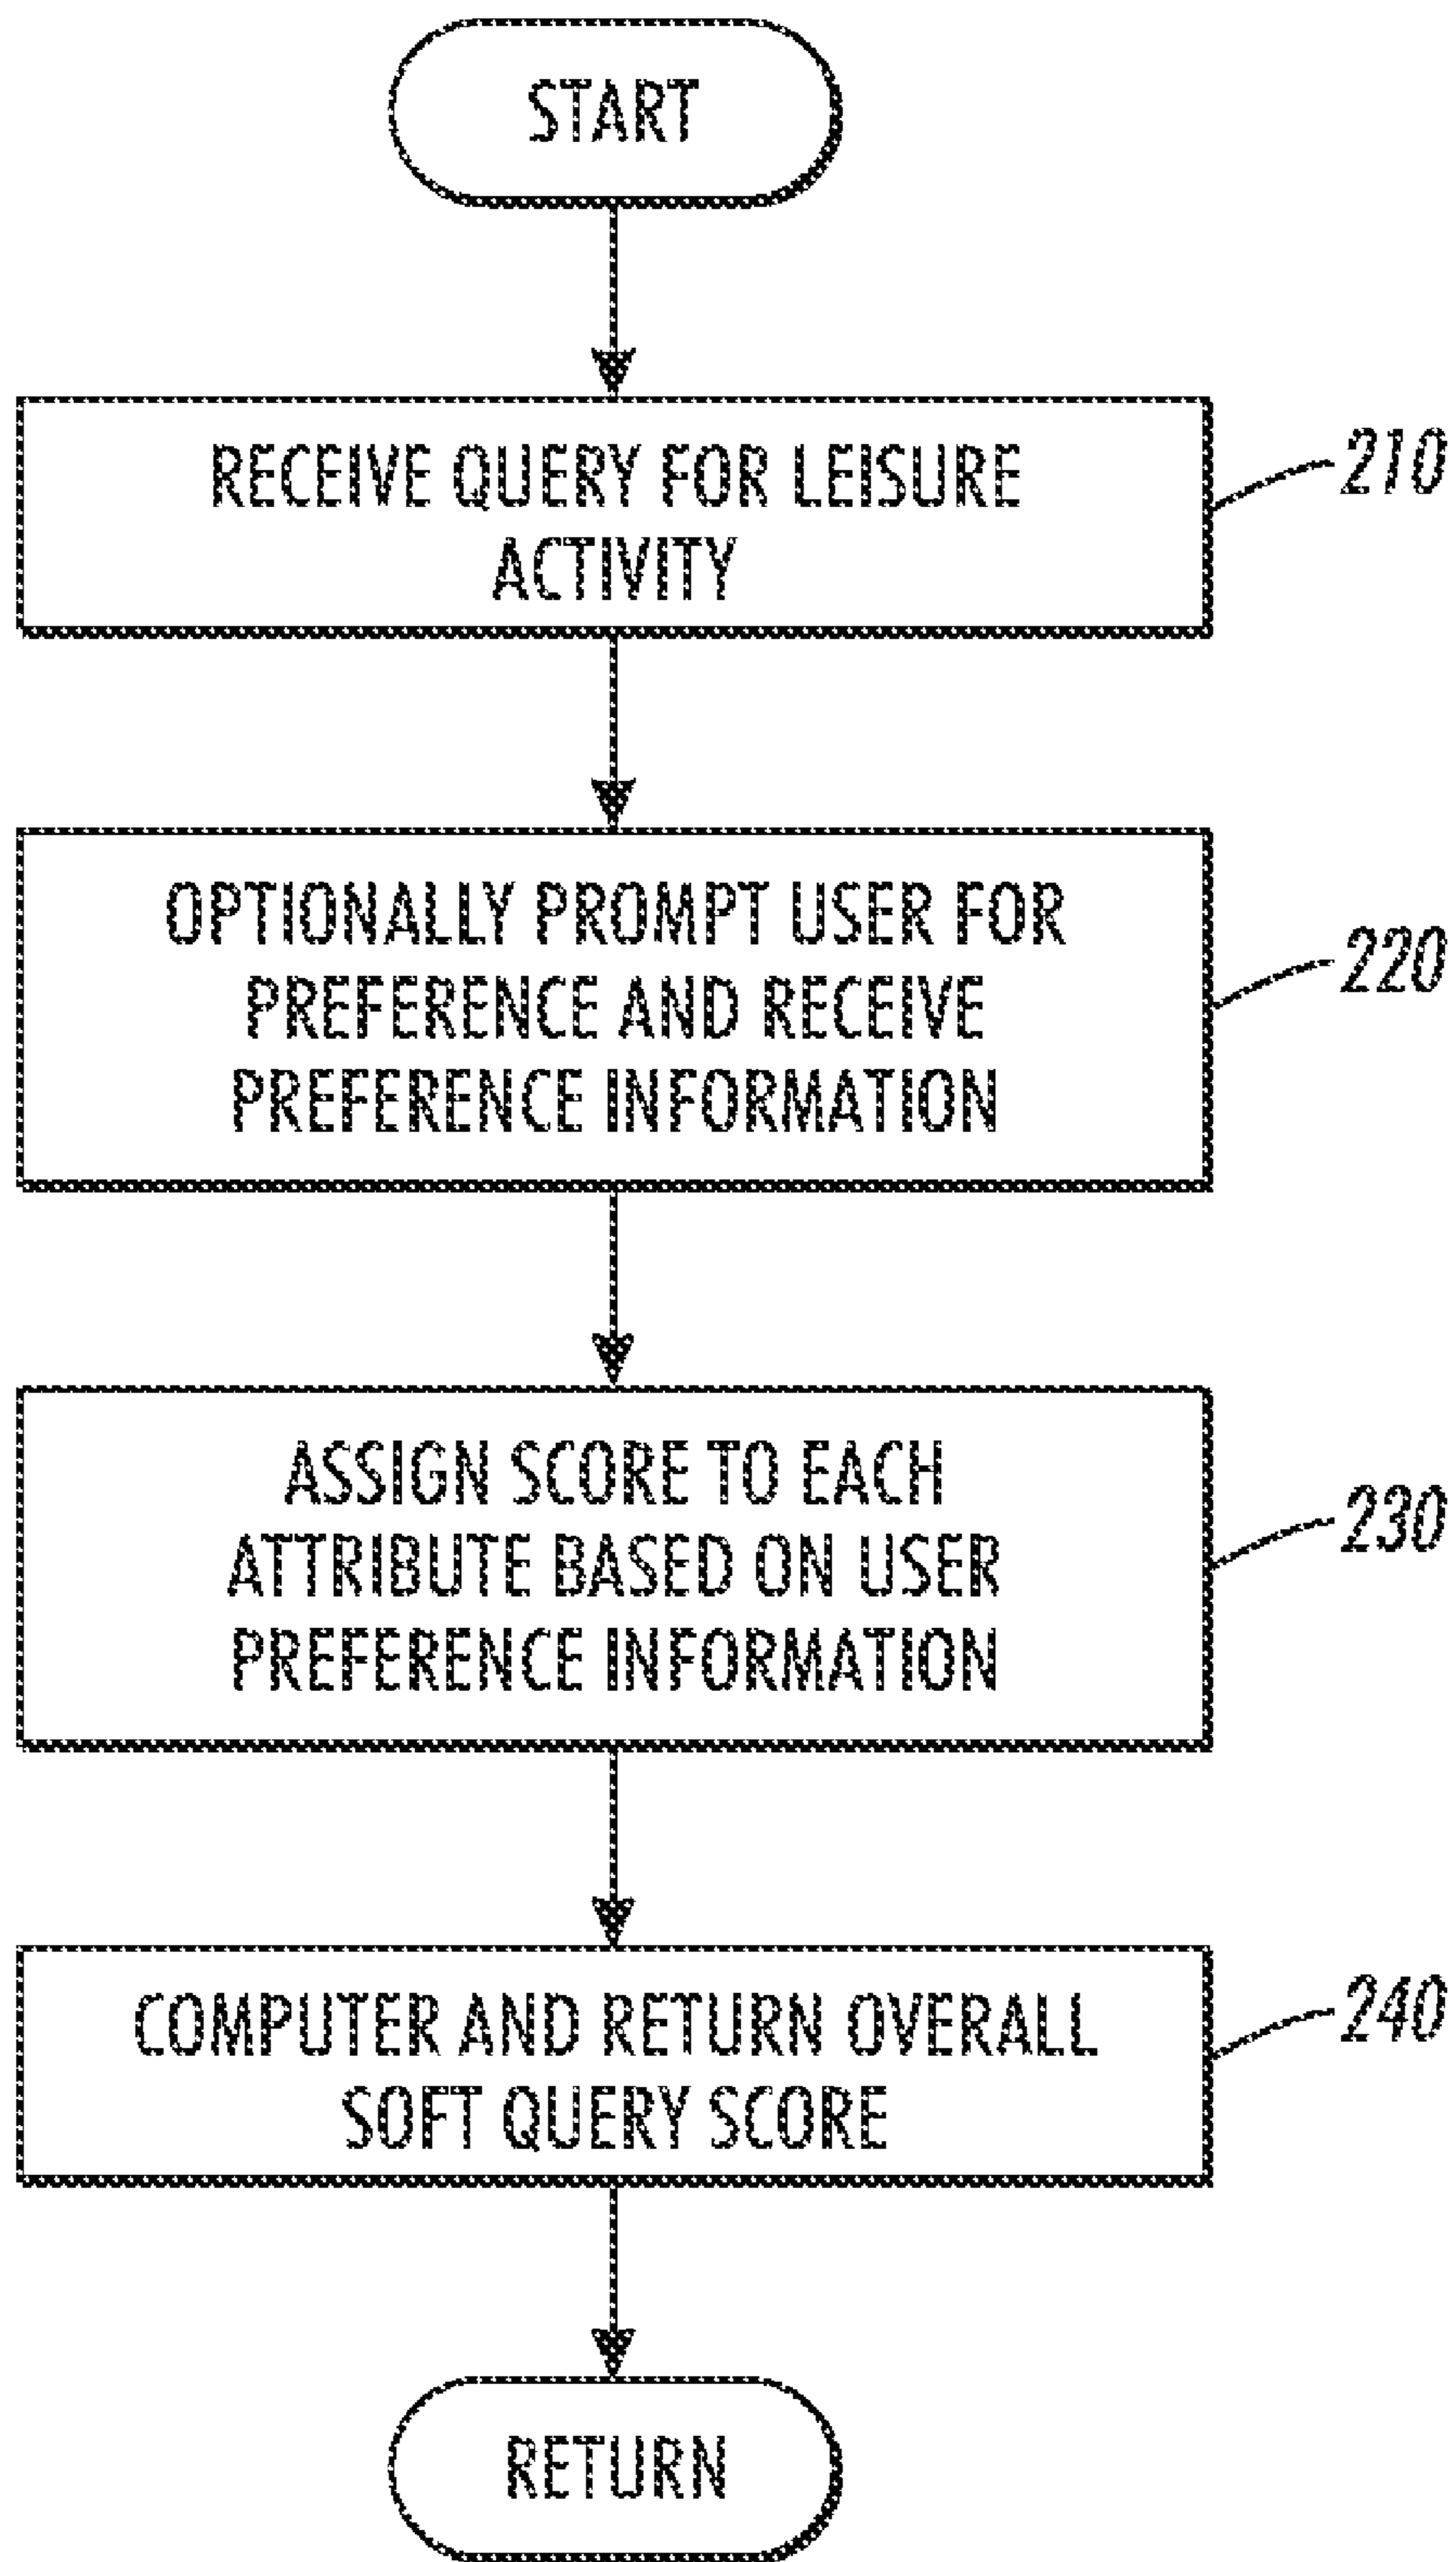 START
RECEIVE QUERY FOR LEISURE
ACTIVITY
210
OPTIONALLY PROMPT USER FOR
PREFERENCE AND RECEIVE
PREFERENCE INFORMATION
220
ASSIGN SCORE TO EACH
ATTRIBUTE BASED ON USER
PREFERENCE INFORMATION
230
COMPUTER AND RETURN OVERALL
SOFT QUERY SCORE
240
RETURN